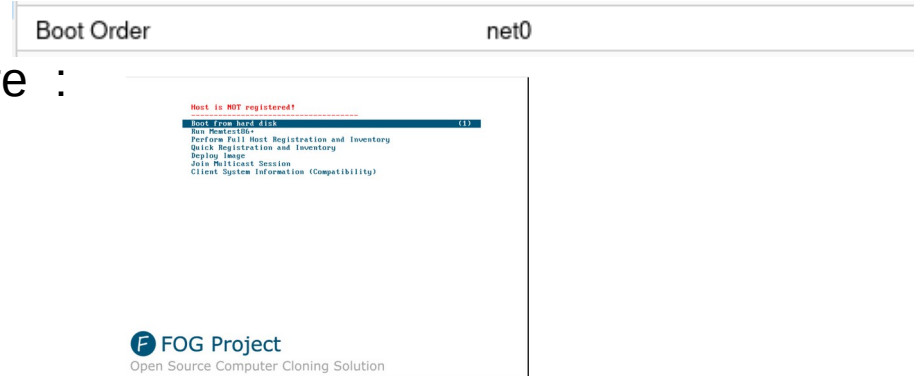 Boot Order net0
e :
Host is NOT registered!
Boot from hard disk (1)
Run Memtest86+
Perform Full Host Registration and Inventory
Quick Registration and Inventory
Deploy Image
Join Multicast Session
Client System Information (Compatibility)
FOG Project
Open Source Computer Cloning Solution